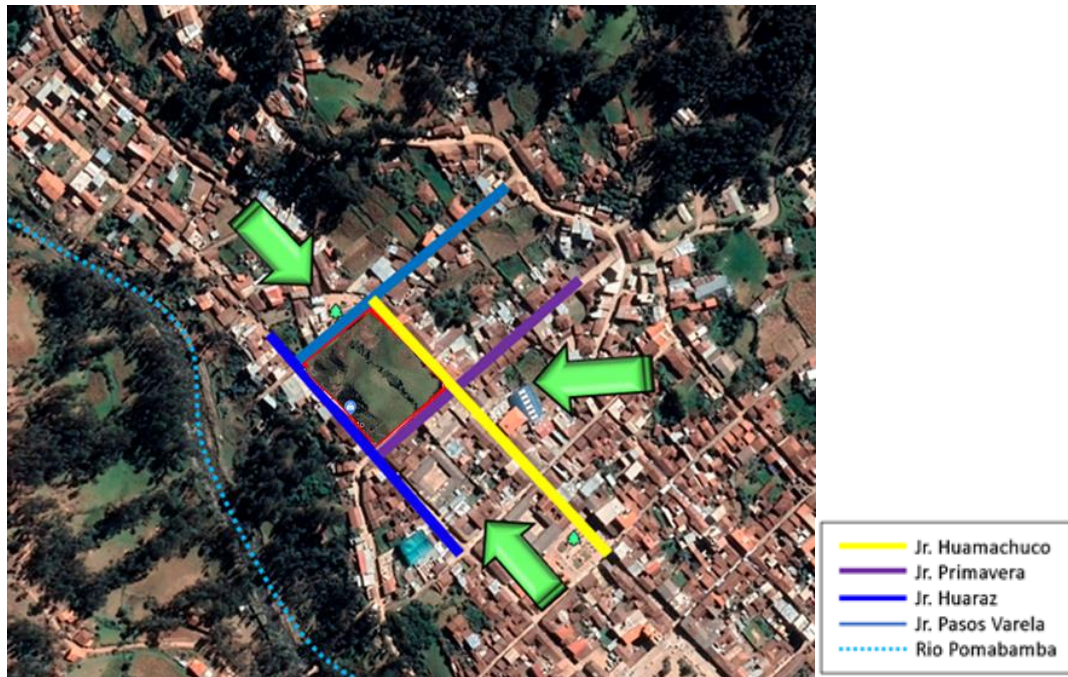 Jr. Huamachuco
Jr. Primavera
Jr. Huaraz
Jr. Pasos Varela
Rio Pomabamba